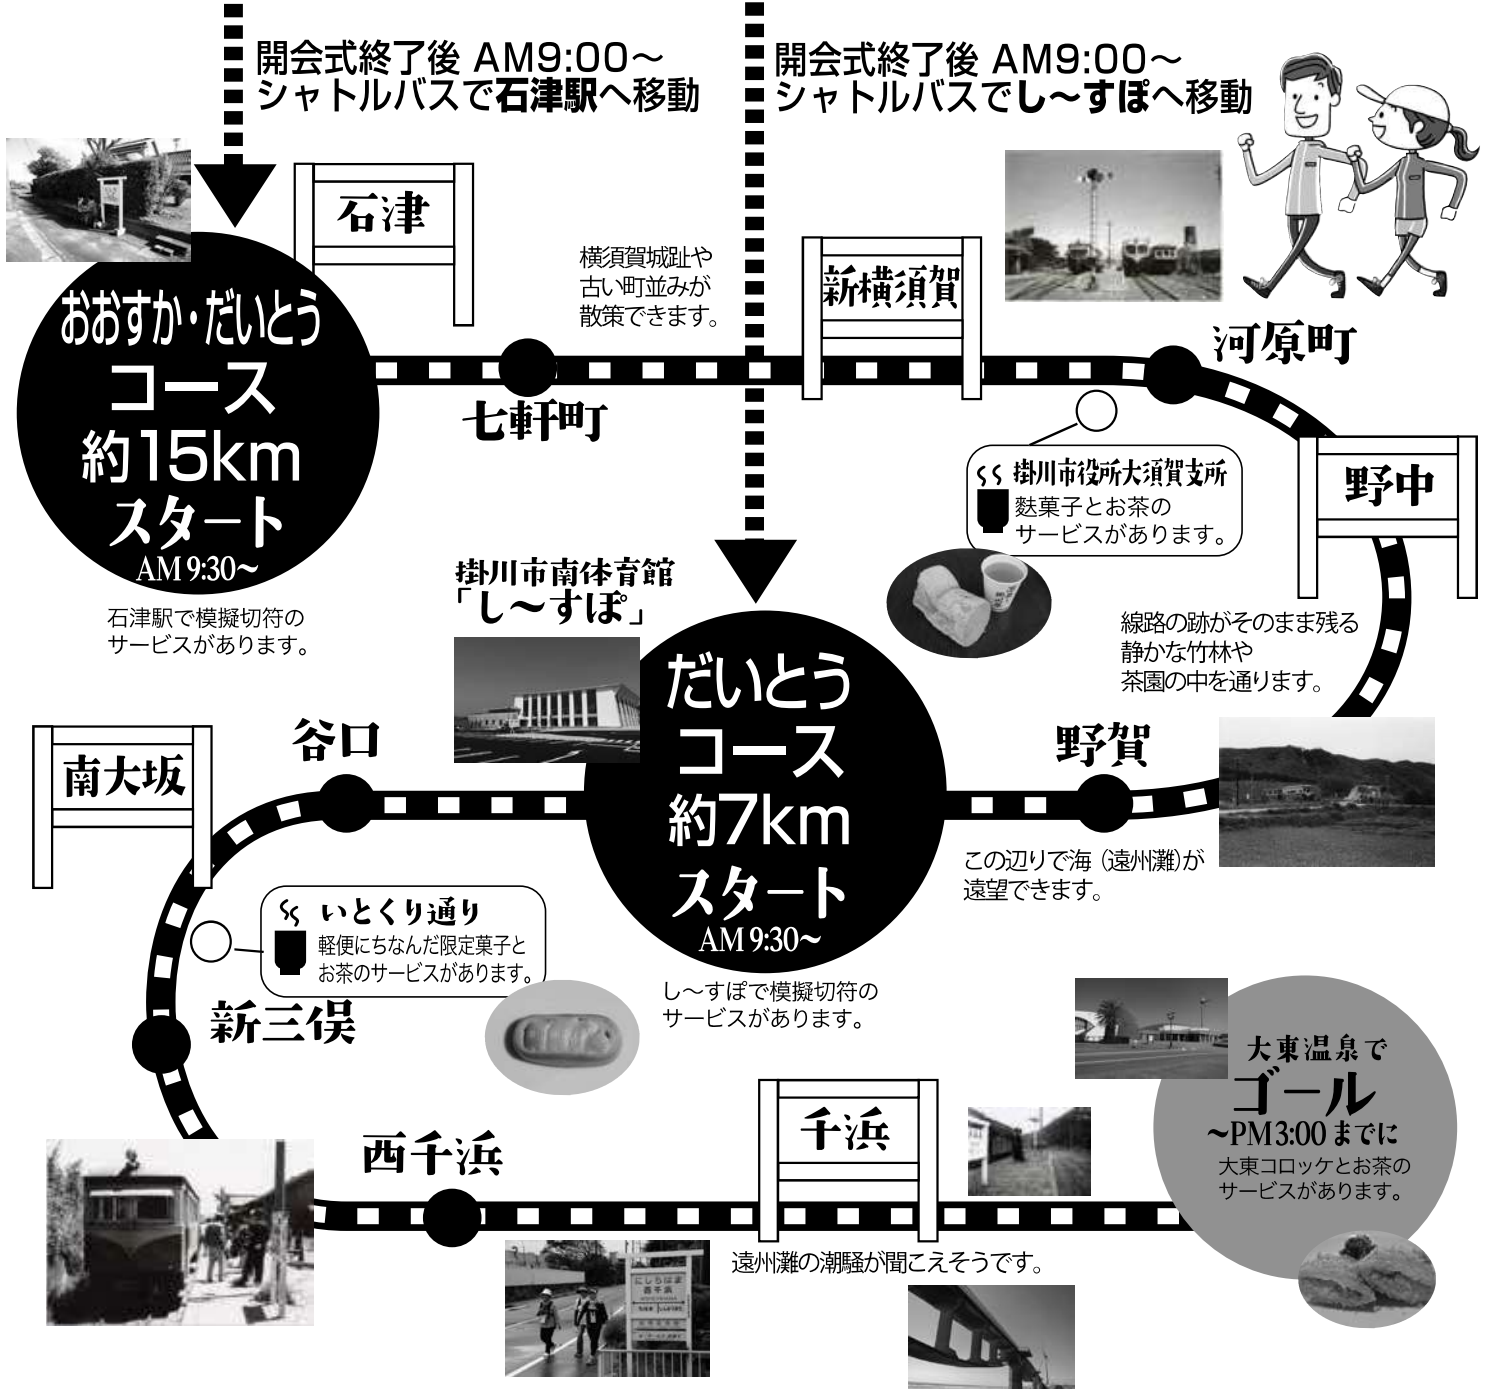 開会式終了後 AM9:00～
シャトルバスで石津駅へ移動
開会式終了後 AM9:00～
シャトルバスでし～すぽへ移動
石津
おおすか・だいとう
コース
約15km
スタート
AM 9:30～
石津駅で模擬切符の
サービスがあります。
横須賀城趾や
古い町並みが
散策できます。
七軒町
新横須賀
河原町
掛川市役所大須賀支所
麩菓子とお茶の
サービスがあります。
野中
線路の跡がそのまま残る
静かな竹林や
茶園の中を通ります。
掛川市南体育館
「し～すぽ」
だいとう
コース
約7km
スタート
AM 9:30～
し～すぽで模擬切符の
サービスがあります。
野賀
この辺りで海（遠州灘）が
遠望できます。
谷口
南大坂
いとくり通り
軽便にちなんだ限定菓子と
お茶のサービスがあります。
新三俣
西千浜
にしちはま
西千浜
千浜
遠州灘の潮騒が聞こえそうです。
大東温泉で
ゴール
～PM3:00 までに
大東コロッケとお茶の
サービスがあります。